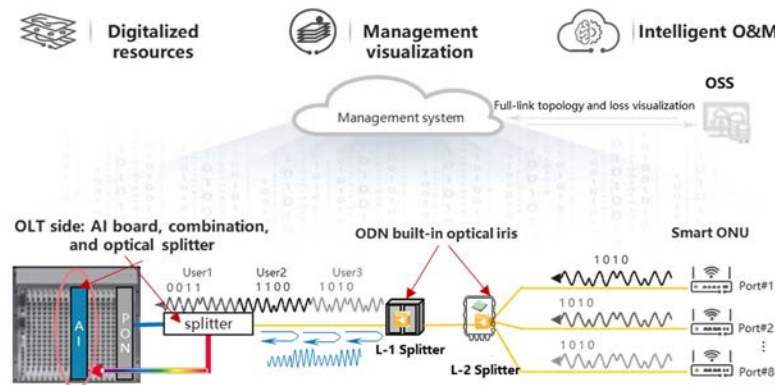 Digitalized
resources
Management
visualization
Intelligent O&M
OSS
Full-link topology and loss visualization
Management system
OLT side: AI board, combination,
and optical splitter
ODN built-in optical iris
Smart ONU
User1
User2
User3
0011
1100
1010
1010
Port#1
AI
PON
splitter
1010
Port#2
L-1 Splitter
L-2 Splitter
1010
Port#8